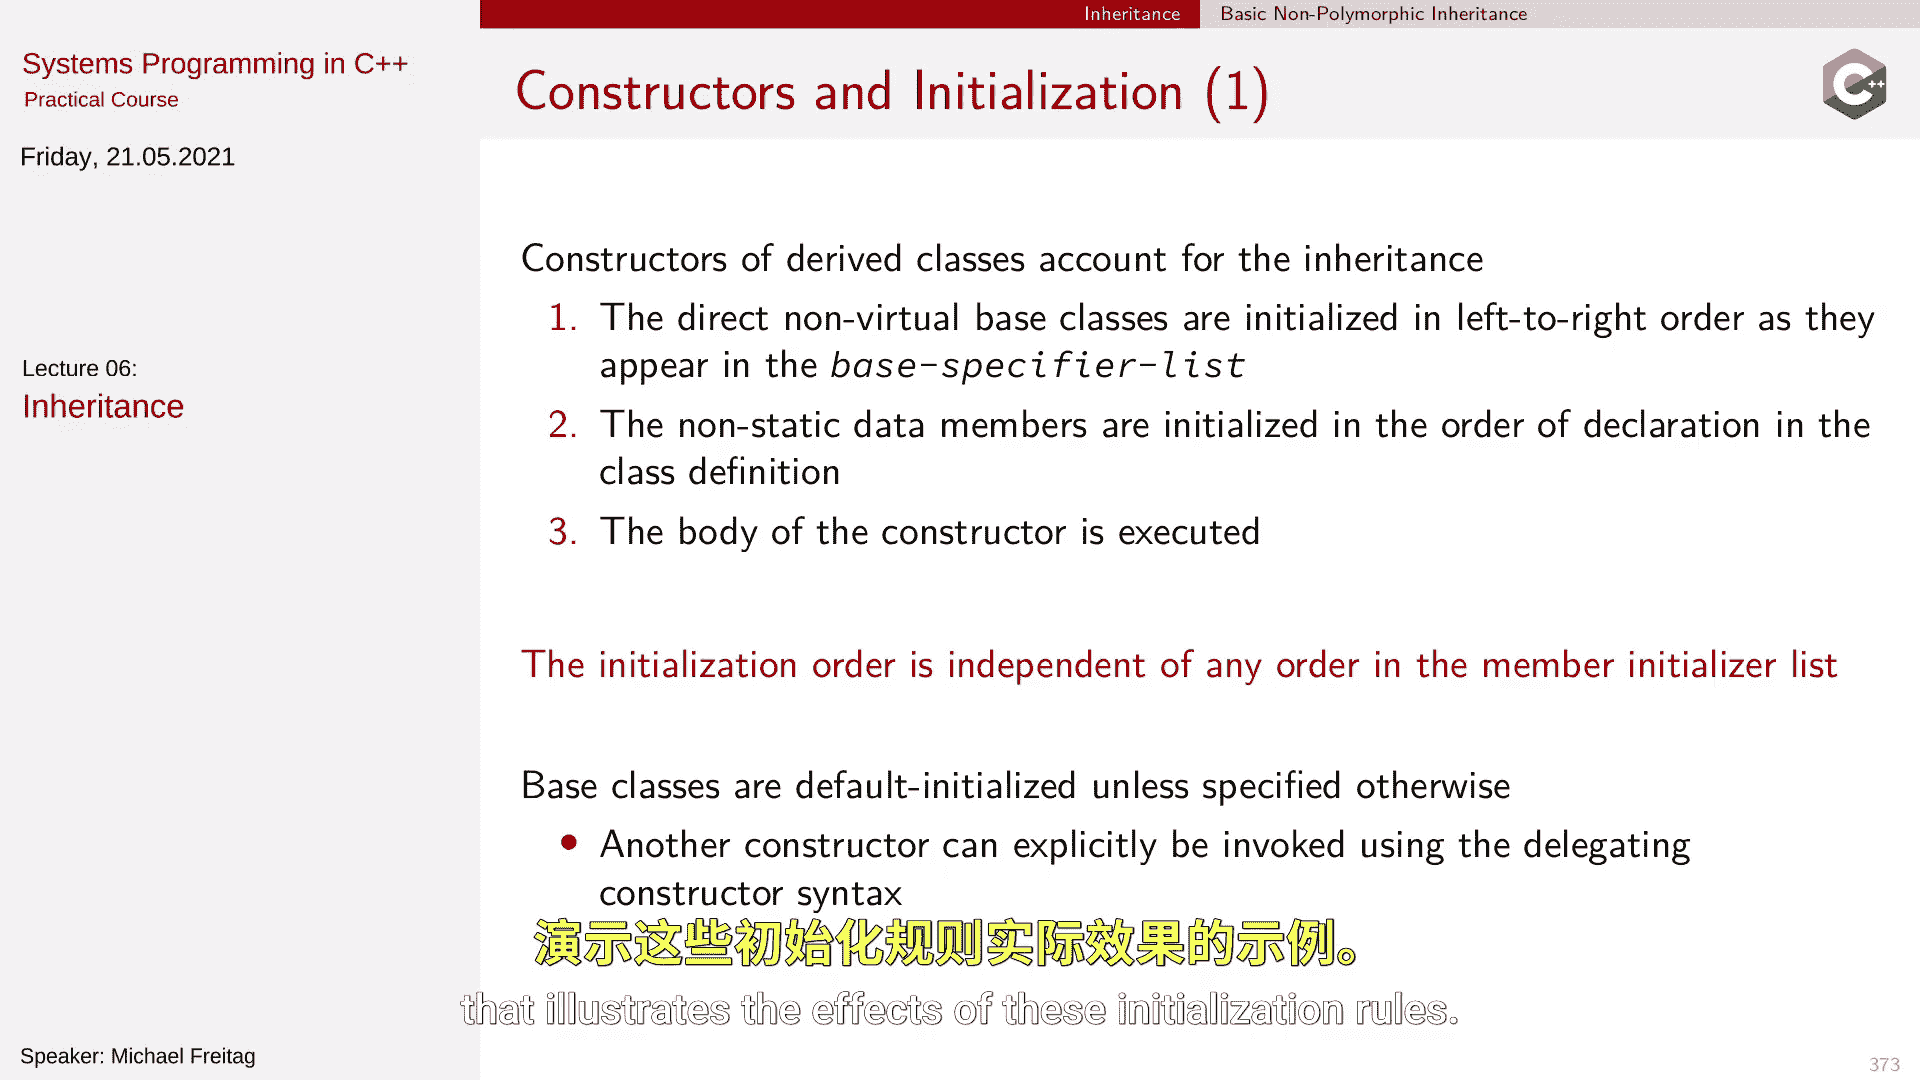 Inheritance
Basic Non-Polymorphic Inheritance
Systems Programming in C++
Practical Course
Friday, 21.05.2021
Lecture 06:
Inheritance
Constructors and Initialization (1)
C++
Constructors of derived classes account for the inheritance
1. The direct non-virtual base classes are initialized in left-to-right order as they
appear in the base-specifier-list
2. The non-static data members are initialized in the order of declaration in the
class definition
3. The body of the constructor is executed
The initialization order is independent of any order in the member initializer list
Base classes are default-initialized unless specified otherwise
• Another constructor can explicitly be invoked using the delegating
constructor syntax
演示这些初始化规则实际效果的示例。
that illustrates the effects of these initialization rules.
Speaker: Michael Freitag
373